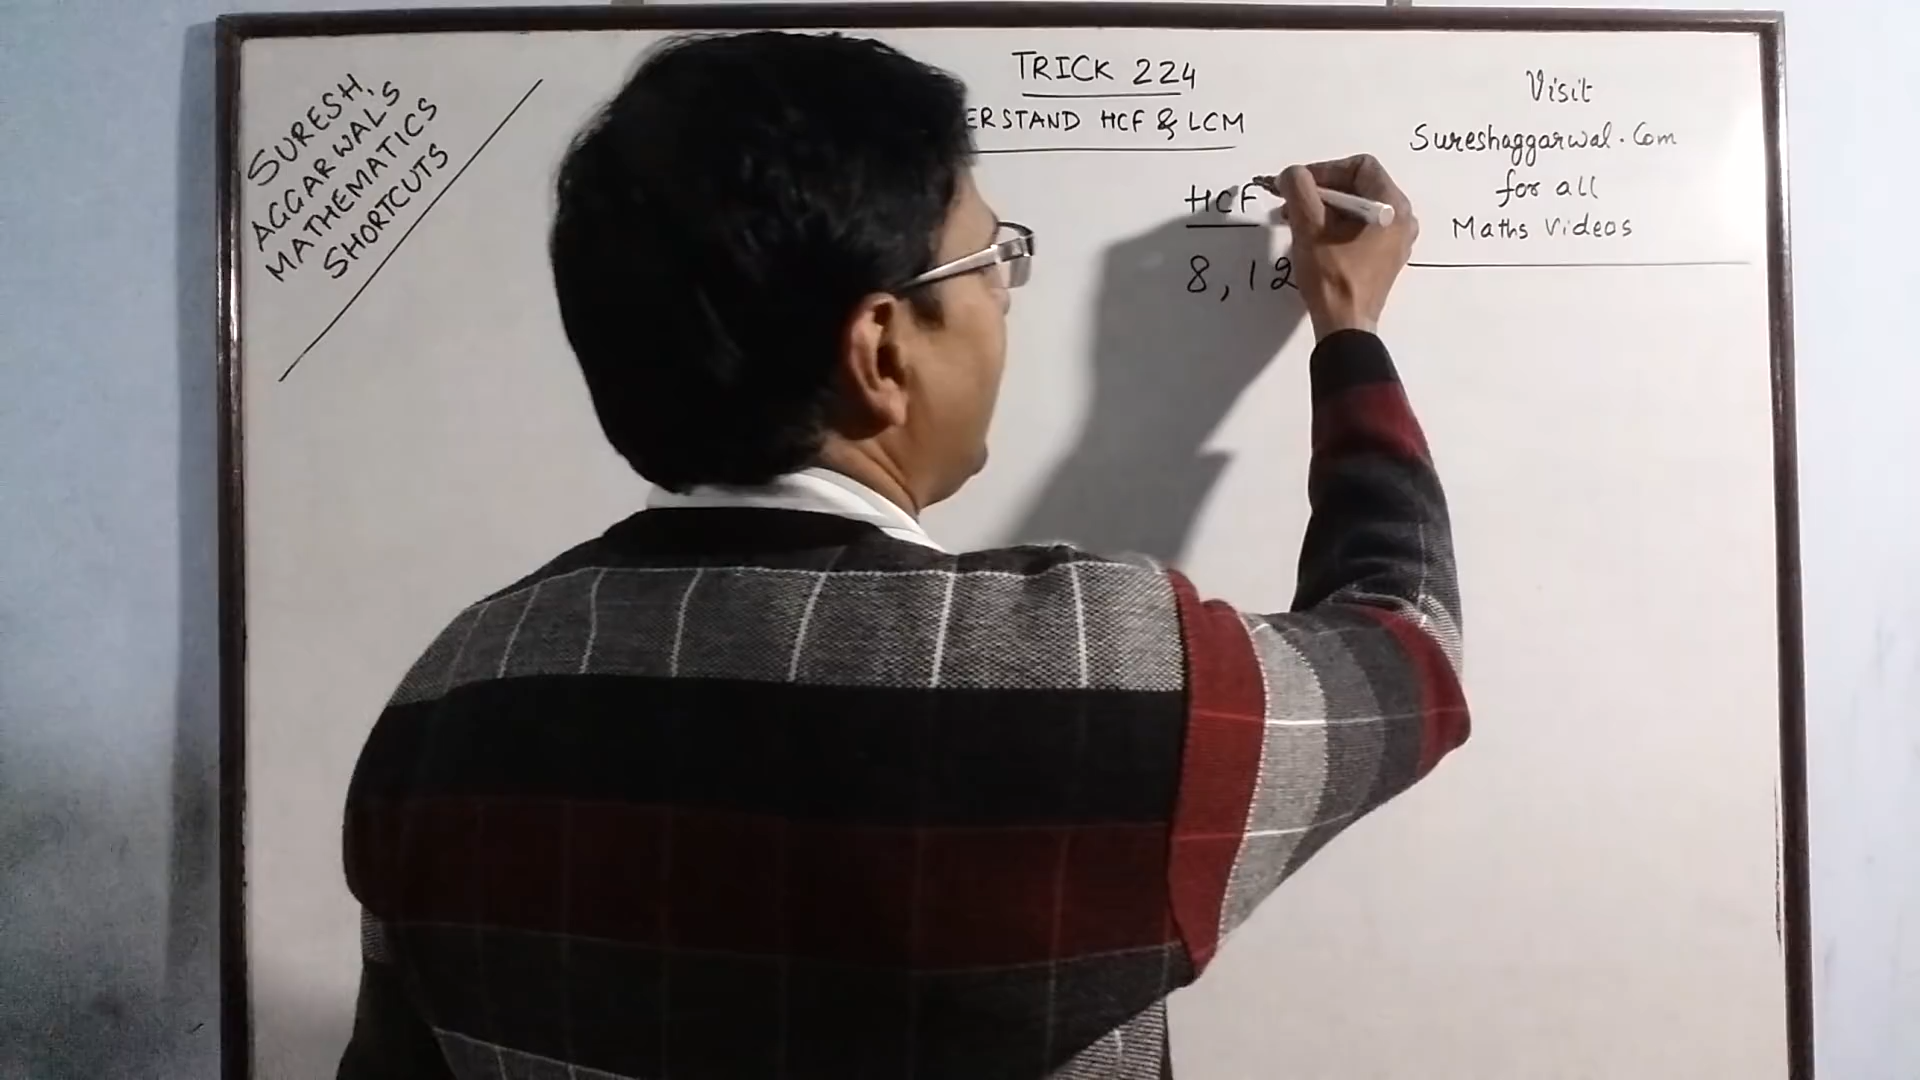 SURESH,
AGGARWAL'S
MATHEMATICS
SHORTCUTS
TRICK 224
ERSTAND HCF & LCM
HCF
8, 12
Visit
Sureshaggarwal.Com
for all
Maths Videos